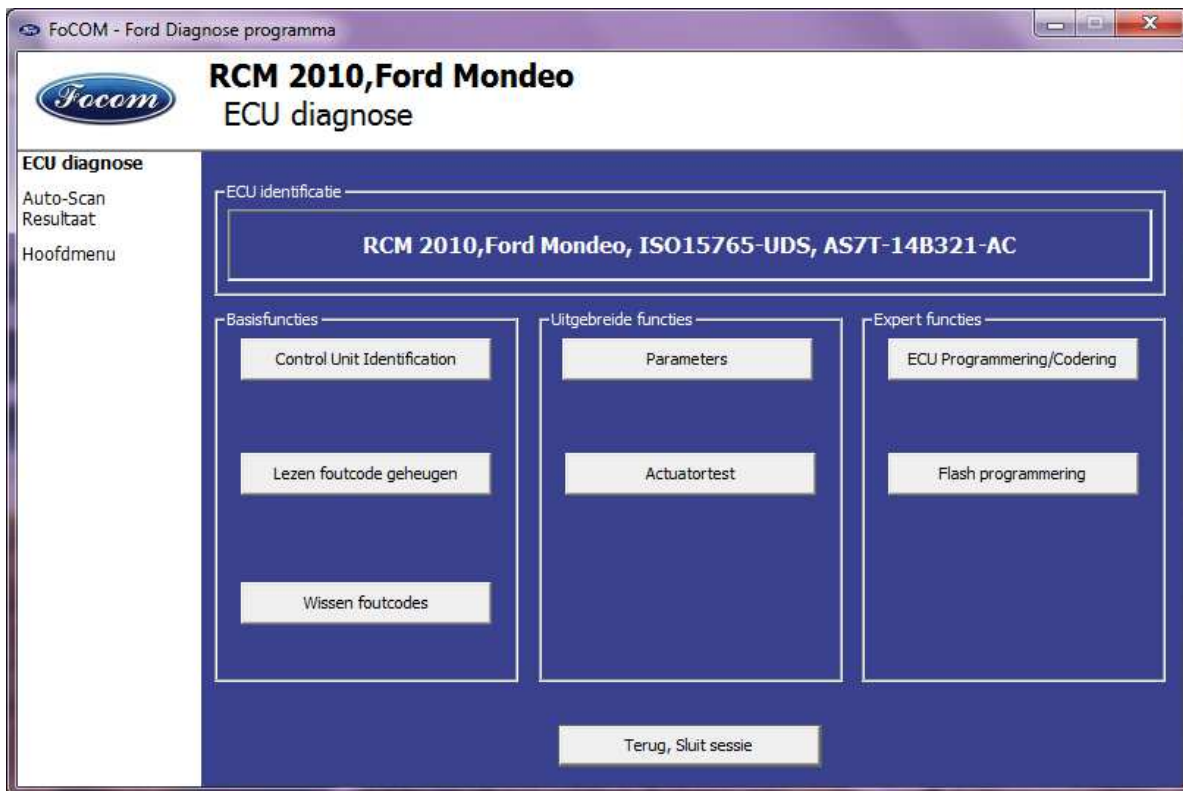 FoCOM - Ford Diagnose programma
Focom
RCM 2010,Ford Mondeo
ECU diagnose
ECU diagnose
Auto-Scan
Resultaat
Hoofdmenu
ECU identificatie
RCM 2010,Ford Mondeo, ISO15765-UDS, AS7T-14B321-AC
Basisfuncties
Control Unit Identification
Lezen foutcode geheugen
Wissen foutcodes
Uitgebreide functies
Parameters
Actuatortest
Expert functies
ECU Programmering/Codering
Flash programmering
Terug, Sluit sessie